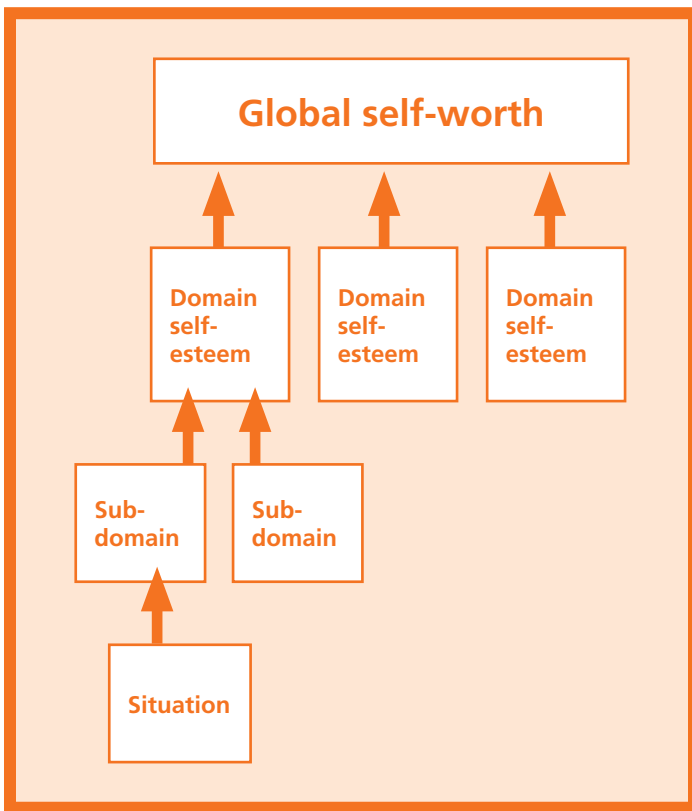 Global self-worth
Domain
self-
esteem
Domain
self-
esteem
Domain
self-
esteem
Sub-
domain
Sub-
domain
Situation